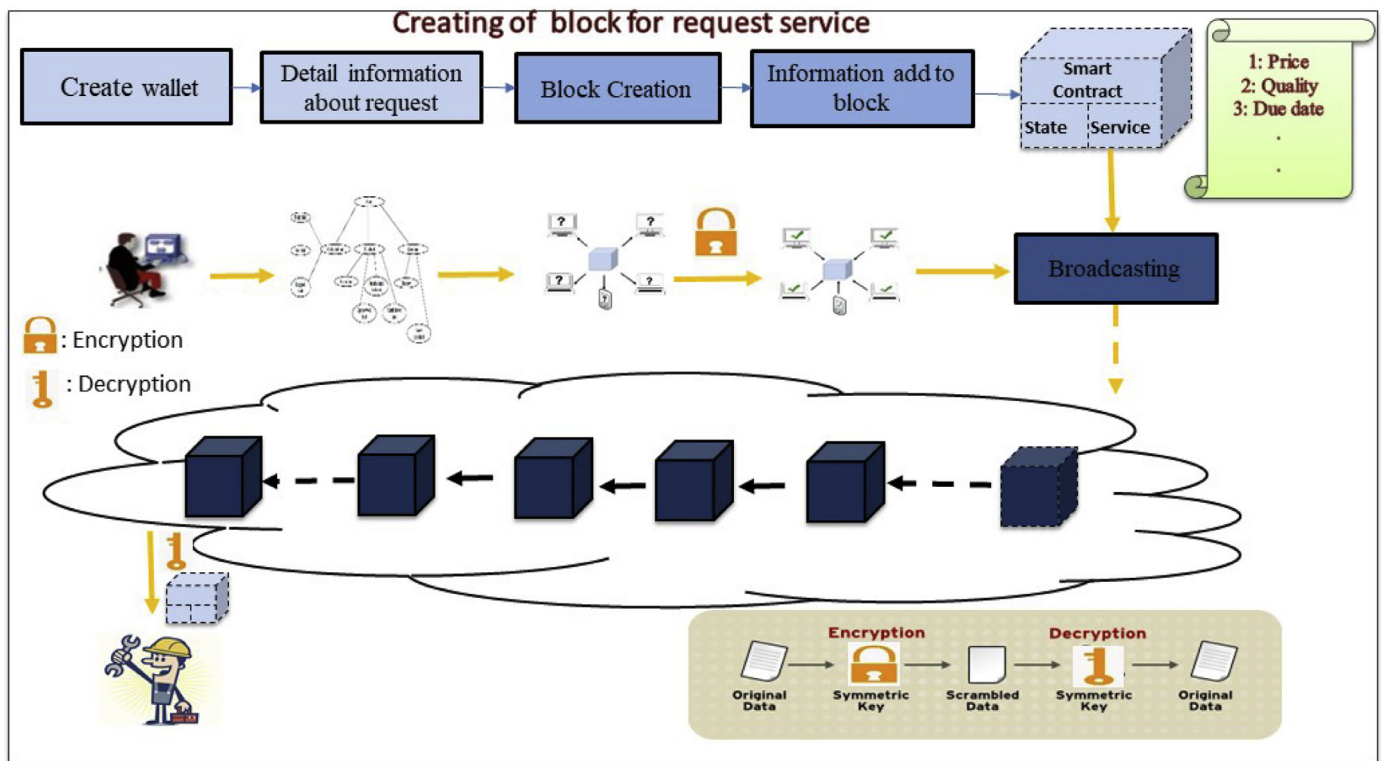 Creating of block for request service
Create wallet
Detail information
about request
Block Creation
Information add to
block
Smart
Contract
State
Service
1: Price
2: Quality
3: Due date
.
.
?
?
?
?
?
Broadcasting
: Encryption
: Decryption
Encryption
Decryption
Original
Data
Symmetric
Key
Scrambled
Data
Symmetric
Key
Original
Data